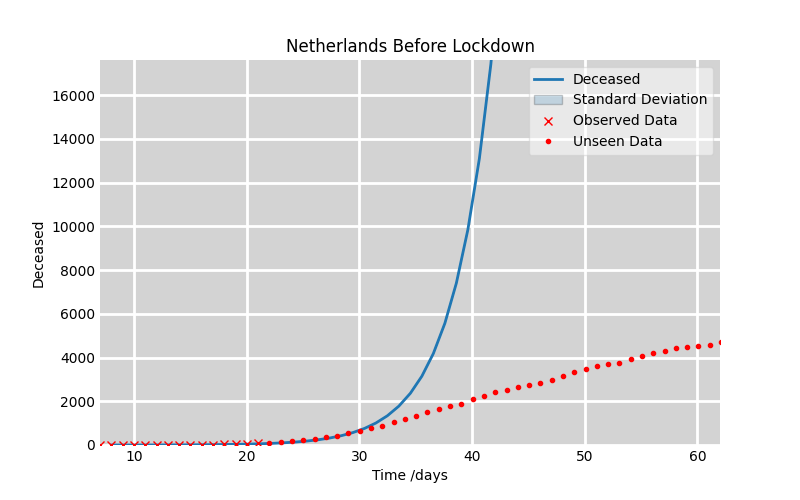 Netherlands Before Lockdown
Deceased
Standard Deviation
Observed Data
Unseen Data
16000
14000
12000
10000
8000
6000
4000
2000
0
Deceased
10 20 30 40 50 60
Time /days